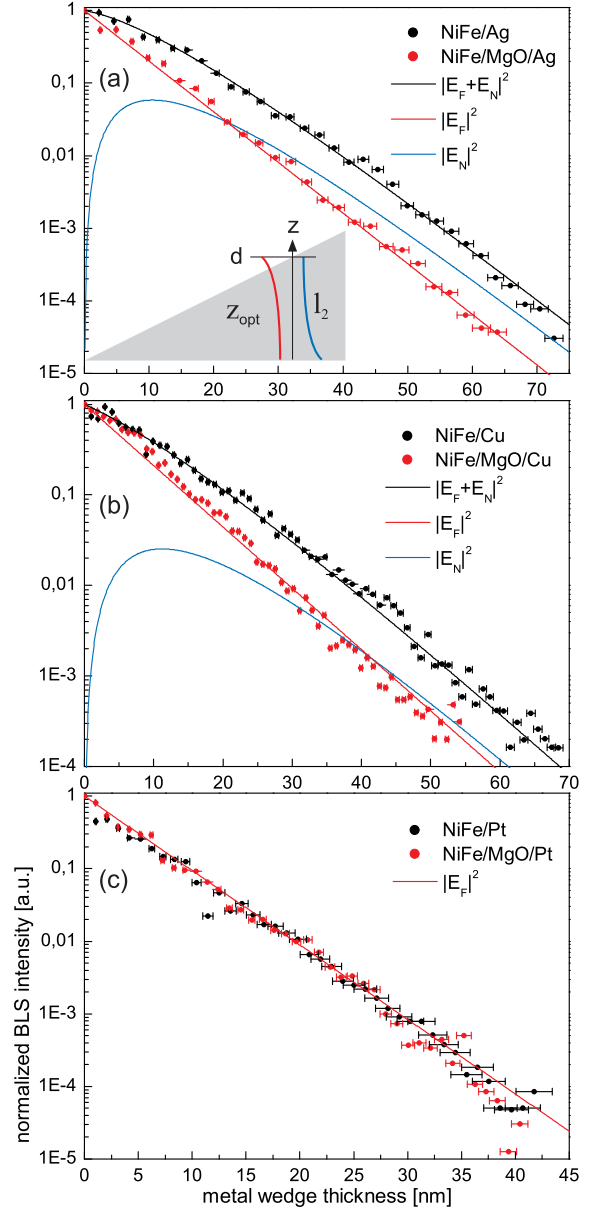 1
0,1
0,01
1E-3
1E-4
1E-5
(a)
NiFe/Ag
NiFe/MgO/Ag
|E_F+E_N|²
|E_F|²
|E_N|²
z
d
z_opt
l_2
0 10 20 30 40 50 60 70
1
0,1
0,01
1E-3
1E-4
(b)
NiFe/Cu
NiFe/MgO/Cu
|E_F+E_N|²
|E_F|²
|E_N|²
0 10 20 30 40 50 60 70
1
0,1
0,01
1E-3
1E-4
1E-5
(c)
NiFe/Pt
NiFe/MgO/Pt
|E_F|²
normalized BLS intensity [a.u.]
0 5 10 15 20 25 30 35 40 45
metal wedge thickness [nm]